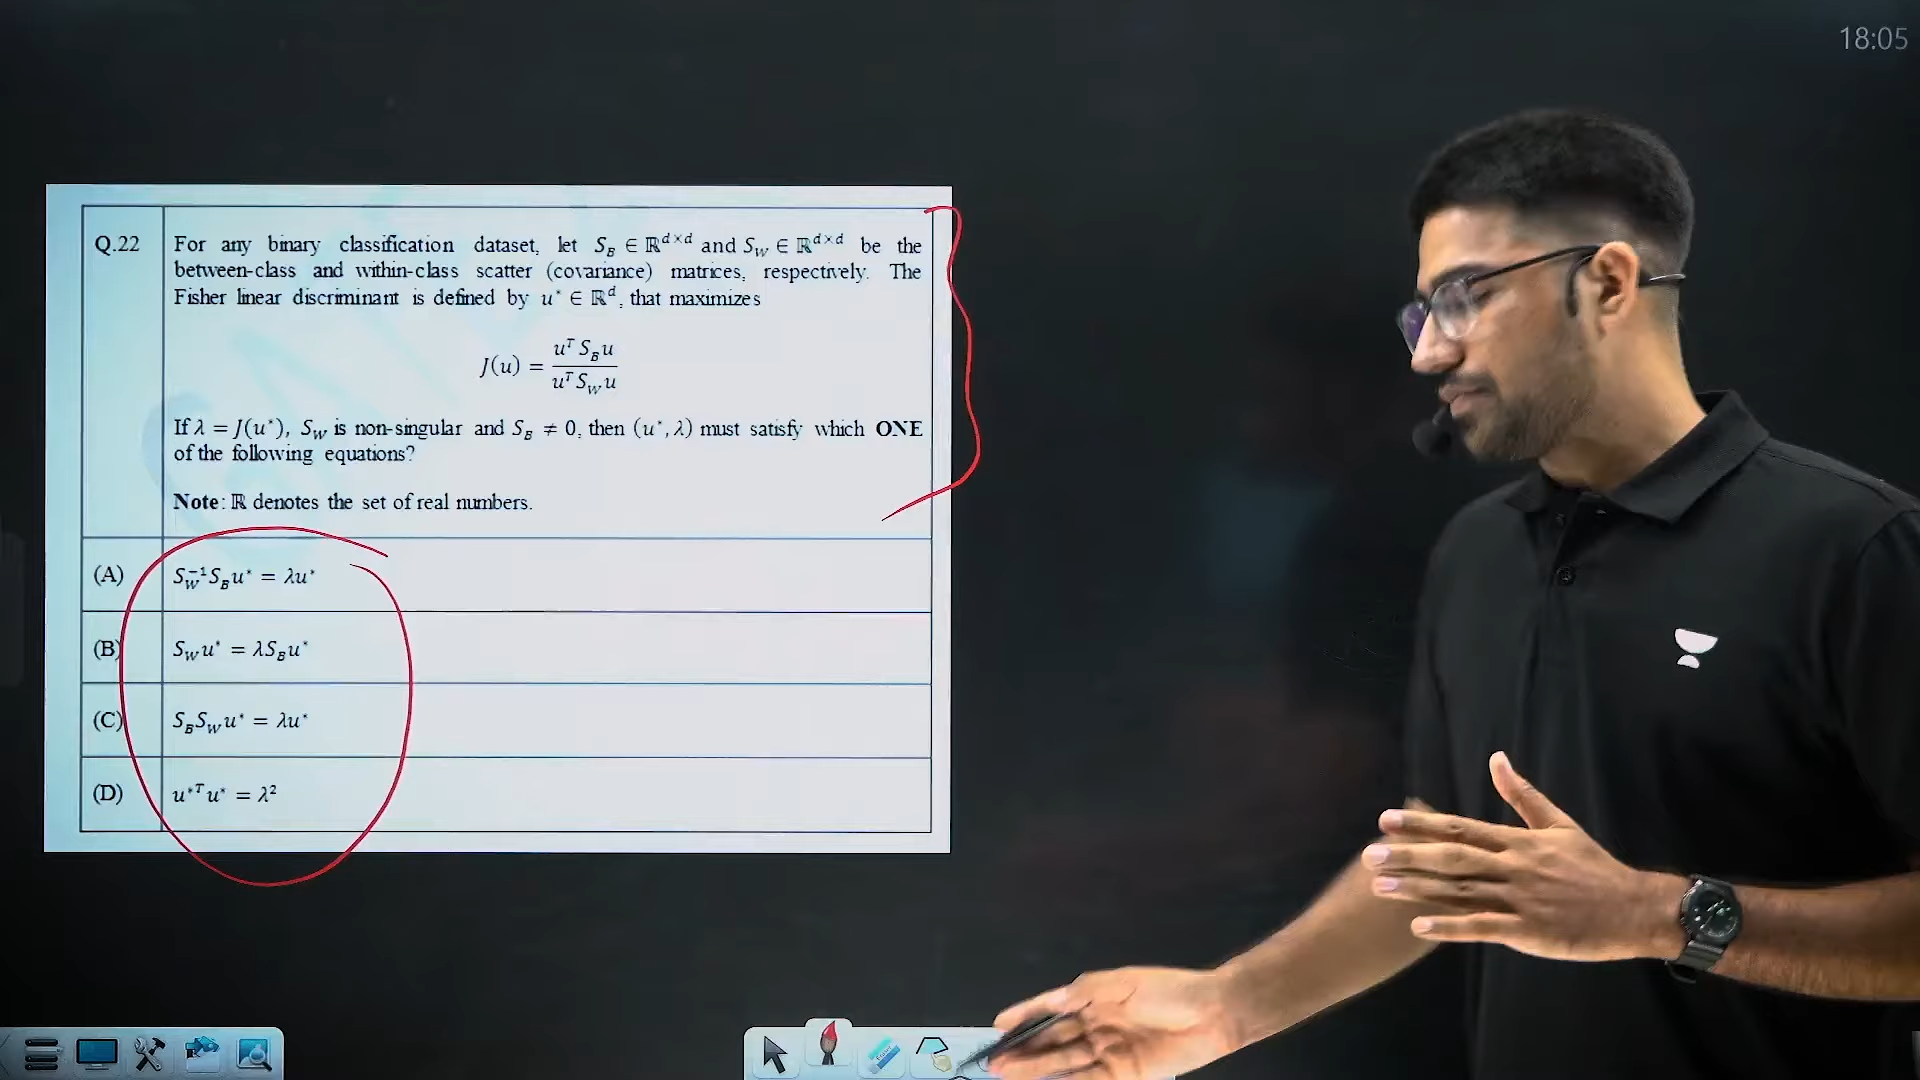 18:05
Q.22 For any binary classification dataset, let S_B ∈ ℝ^{d×d} and S_W ∈ ℝ^{d×d} be the
between-class and within-class scatter (covariance) matrices, respectively. The
Fisher linear discriminant is defined by u* ∈ ℝ^d, that maximizes
J(u) = \frac{u^T S_B u}{u^T S_W u}
If λ = J(u*), S_W is non-singular and S_B ≠ 0, then (u*, λ) must satisfy which ONE
of the following equations?
Note: ℝ denotes the set of real numbers.
(A) S_W^{-1} S_B u* = λu*
(B) S_W u* = λS_B u*
(C) S_B S_W u* = λu*
(D) u*^T u* = λ²